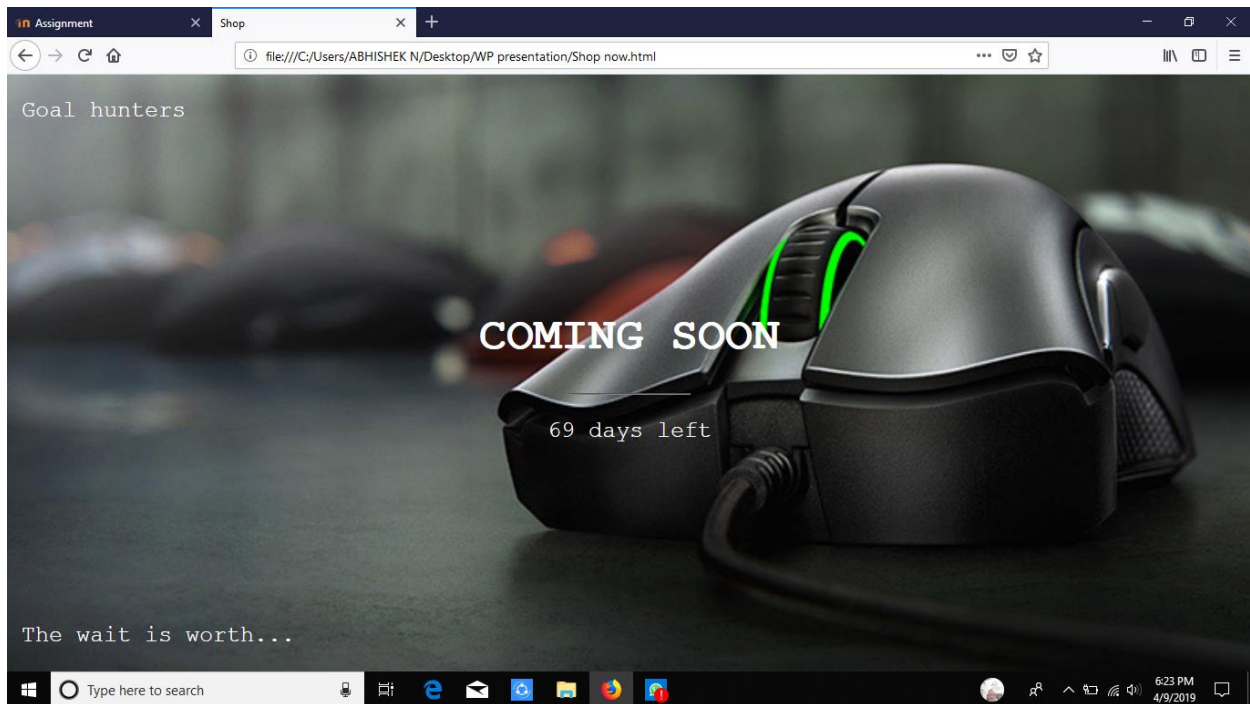 in Assignment
Shop
file:///C:/Users/ABHISHEK N/Desktop/WP presentation/Shop now.html
Goal hunters
COMING SOON
69 days left
The wait is worth...
Type here to search
6:23 PM
4/9/2019